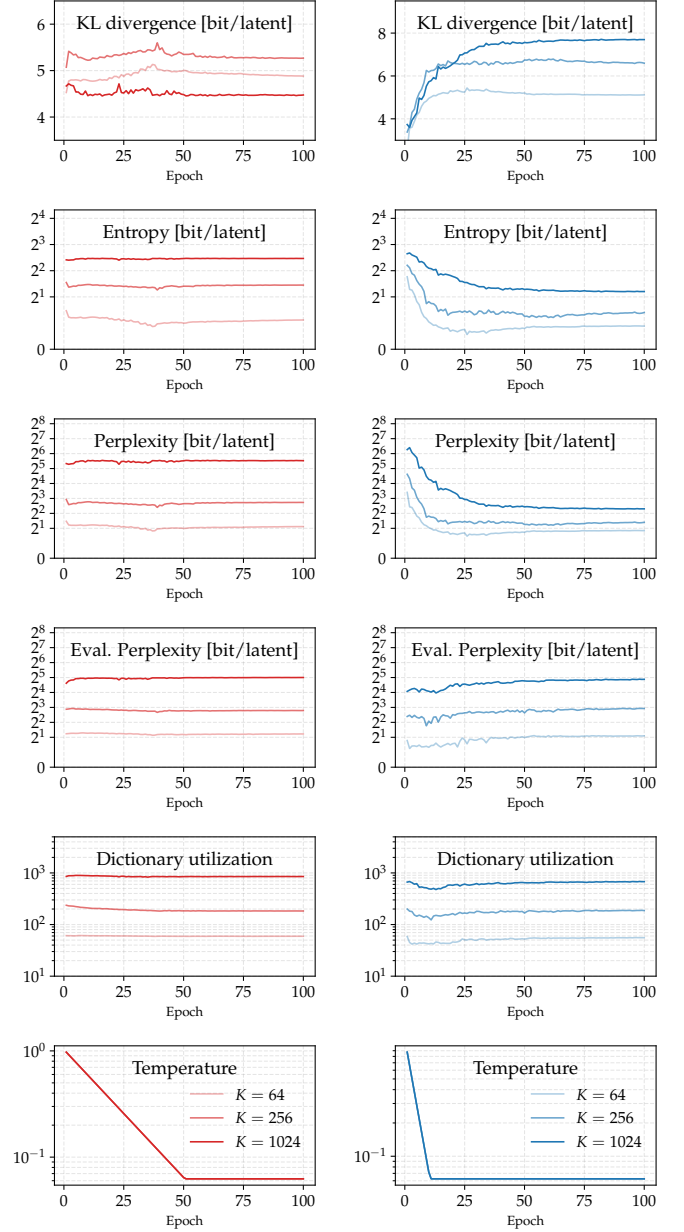 KL divergence [bit/latent]
6
5
4
0 25 50 75 100
Epoch
KL divergence [bit/latent]
8
6
4
0 25 50 75 100
Epoch
Entropy [bit/latent]
2^4
2^3
2^2
2^1
0
0 25 50 75 100
Epoch
Entropy [bit/latent]
2^4
2^3
2^2
2^1
0
0 25 50 75 100
Epoch
Perplexity [bit/latent]
2^8
2^7
2^6
2^5
2^4
2^3
2^2
2^1
0
0 25 50 75 100
Epoch
Perplexity [bit/latent]
2^8
2^7
2^6
2^5
2^4
2^3
2^2
2^1
0
0 25 50 75 100
Epoch
Eval. Perplexity [bit/latent]
2^8
2^7
2^6
2^5
2^4
2^3
2^2
2^1
0
0 25 50 75 100
Epoch
Eval. Perplexity [bit/latent]
2^8
2^7
2^6
2^5
2^4
2^3
2^2
2^1
0
0 25 50 75 100
Epoch
Dictionary utilization
10^3
10^2
10^1
0 25 50 75 100
Epoch
Dictionary utilization
10^3
10^2
10^1
0 25 50 75 100
Epoch
10^0
Temperature
K = 64
K = 256
K = 1024
10^−1
0 25 50 75 100
Epoch
Temperature
K = 64
K = 256
K = 1024
10^−1
0 25 50 75 100
Epoch